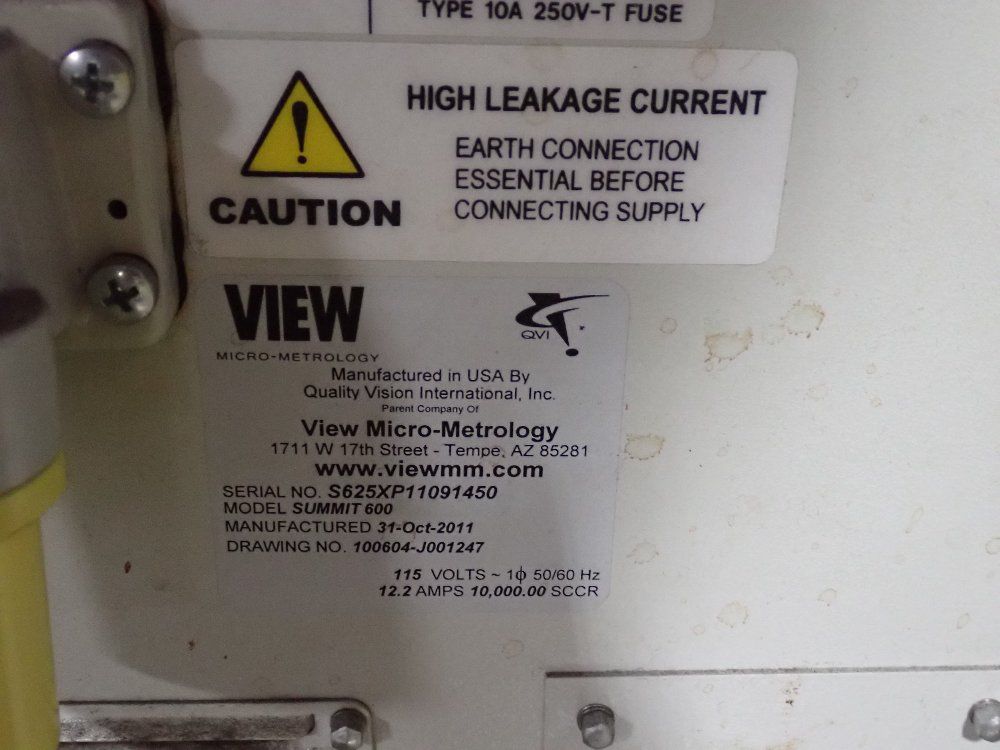 TYPE 10A 250V-T FUSE
HIGH LEAKAGE CURRENT
EARTH CONNECTION
ESSENTIAL BEFORE
CONNECTING SUPPLY
CAUTION
VIEW
MICRO-METROLOGY
QVI
Manufactured in USA By
Quality Vision International, Inc.
Parent Company Of
View Micro-Metrology
1711 W 17th Street - Tempe, AZ 85281
www.viewmm.com
SERIAL NO. S625XP11091450
MODEL SUMMIT 600
MANUFACTURED 31-Oct-2011
DRAWING NO. 100604-J001247
115 VOLTS ~ 1ϕ 50/60 Hz
12.2 AMPS 10,000.00 SCCR